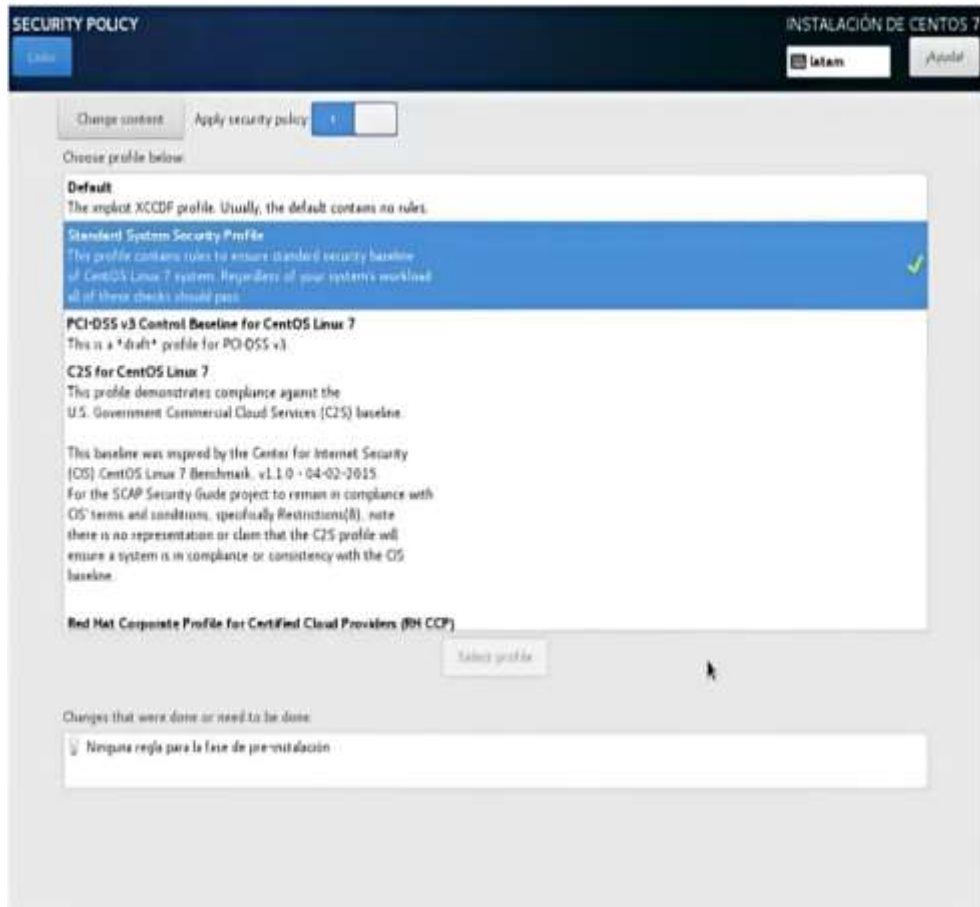 SECURITY POLICY
INSTALACIÓN DE CENTOS 7
Listo
latam
¡Ayuda!
Change content
Apply security policy:
Choose profile below:
Default
The implicit XCCDF profile. Usually, the default contains no rules.
Standard System Security Profile
This profile contains rules to ensure standard security baseline
of CentOS Linux 7 system. Regardless of your system's workload
all of these checks should pass.
PCI-DSS v3 Control Baseline for CentOS Linux 7
This is a *draft* profile for PCI-DSS v3
C2S for CentOS Linux 7
This profile demonstrates compliance against the
U.S. Government Commercial Cloud Services (C2S) baseline.
This baseline was inspired by the Center for Internet Security
(CIS) CentOS Linux 7 Benchmark, v1.1.0 - 04-02-2015.
For the SCAP Security Guide project to remain in compliance with
CIS' terms and conditions, specifically Restrictions(8), note
there is no representation or claim that the C2S profile will
ensure a system is in compliance or consistency with the CIS
baseline.
Red Hat Corporate Profile for Certified Cloud Providers (RH CCP)
Select profile
Changes that were done or need to be done:
Ninguna regla para la fase de pre-instalación